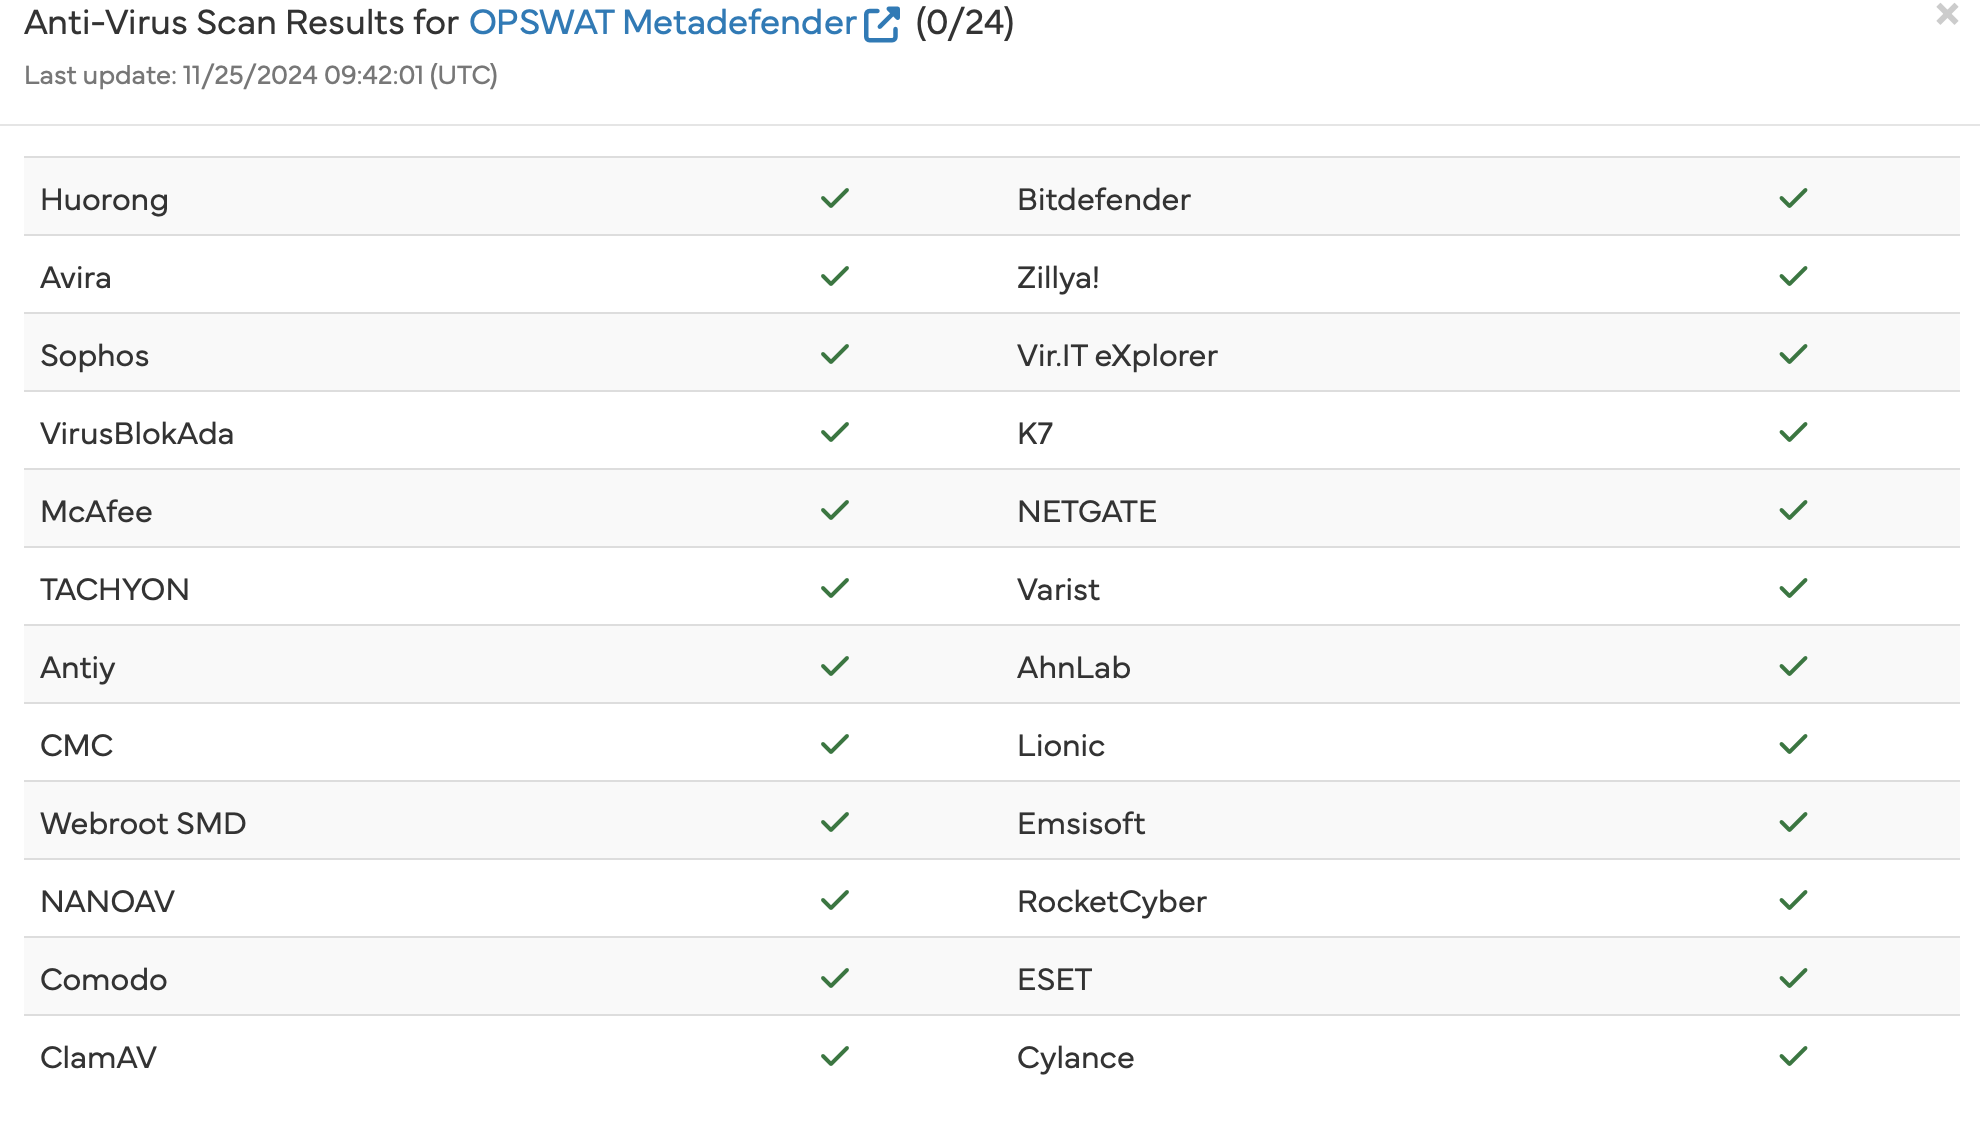 Anti-Virus Scan Results for OPSWAT Metadefender (0/24)
Last update: 11/25/2024 09:42:01 (UTC)
Huorong Bitdefender
Avira Zillya!
Sophos Vir.IT eXplorer
VirusBlokAda K7
McAfee NETGATE
TACHYON Varist
Antiy AhnLab
CMC Lionic
Webroot SMD Emsisoft
NANOAV RocketCyber
Comodo ESET
ClamAV Cylance